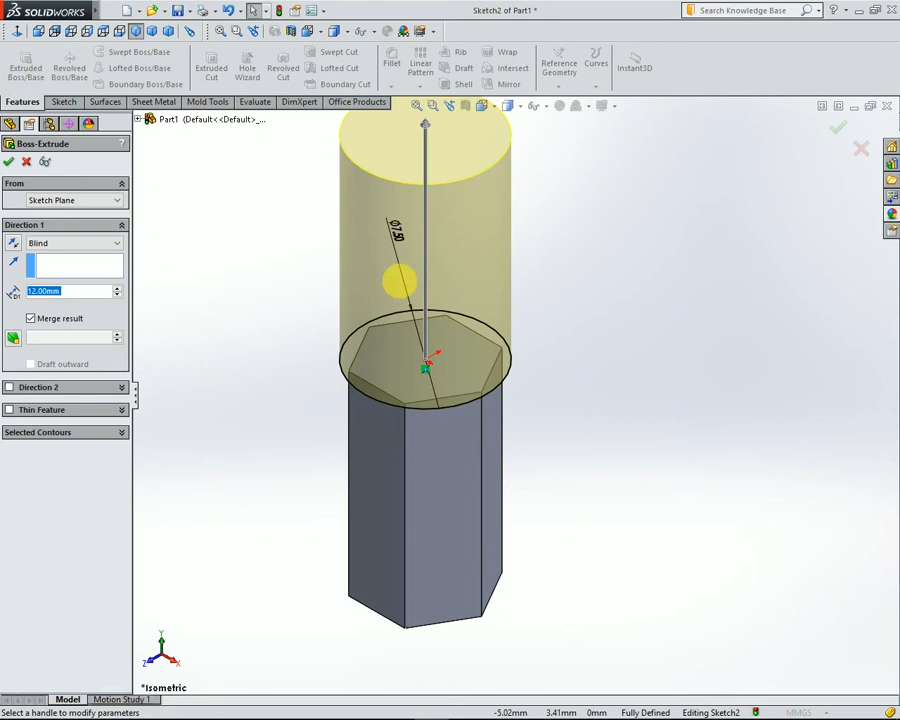 SOLIDWORKS
Sketch2 of Part1 *
Search Knowledge Base
Extruded Boss/Base
Revolved Boss/Base
Swept Boss/Base
Lofted Boss/Base
Boundary Boss/Base
Extruded Cut
Hole Wizard
Revolved Cut
Swept Cut
Lofted Cut
Boundary Cut
Fillet
Linear Pattern
Rib
Draft
Shell
Wrap
Intersect
Mirror
Reference Geometry
Curves
Instant3D
Features
Sketch
Surfaces
Sheet Metal
Mold Tools
Evaluate
DimXpert
Office Products
Part1 (Default<<Default>_...
Boss-Extrude
?
From
Sketch Plane
Direction 1
Blind
D1
12.00mm
Merge result
Draft outward
Direction 2
Thin Feature
Selected Contours
Ø7.50
Y
Z
X
*Isometric
Model
Motion Study 1
Select a handle to modify parameters
-5.02mm
3.41mm
0mm
Fully Defined
Editing Sketch2
MMGS